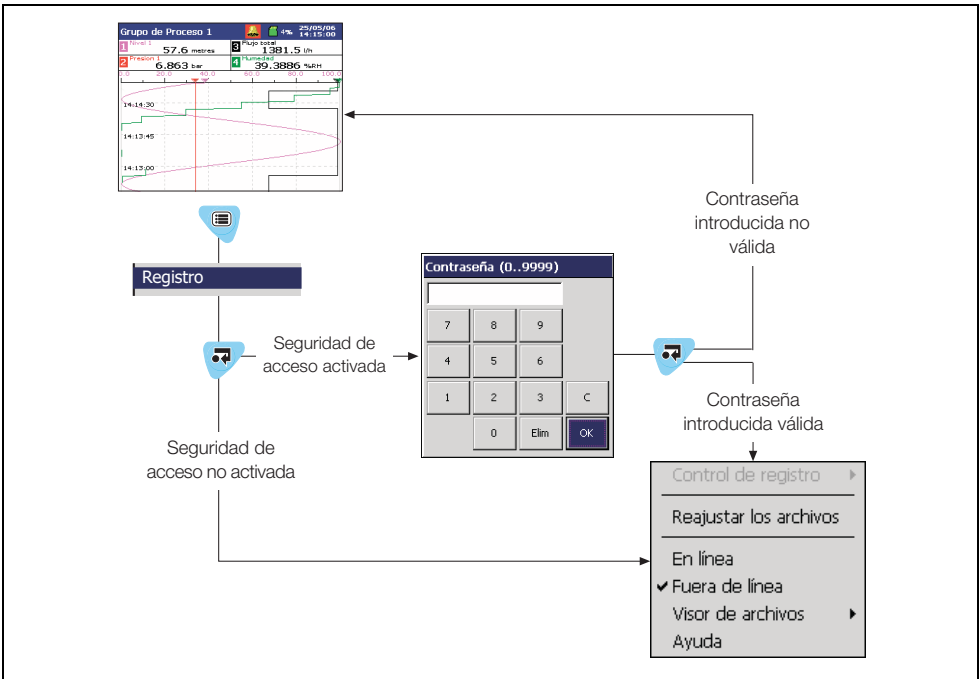 Grupo de Proceso 1
4%
25/05/06
14:15:00
1 Nivel 1
57.6 metres
3 Flujo total
1381.5 l/h
2 Presion 1
6.863 bar
4 Humedad
39.3886 %RH
0.0 20.0 40.0 60.0 80.0 100.0
14:14:30
14:13:45
14:13:00
Registro
Seguridad de
acceso activada
Seguridad de
acceso no activada
Contraseña (0..9999)
7 8 9
4 5 6
1 2 3 C
0 Elim OK
Contraseña
introducida no
válida
Contraseña
introducida válida
Control de registro
Reajustar los archivos
En línea
Fuera de línea
Visor de archivos
Ayuda